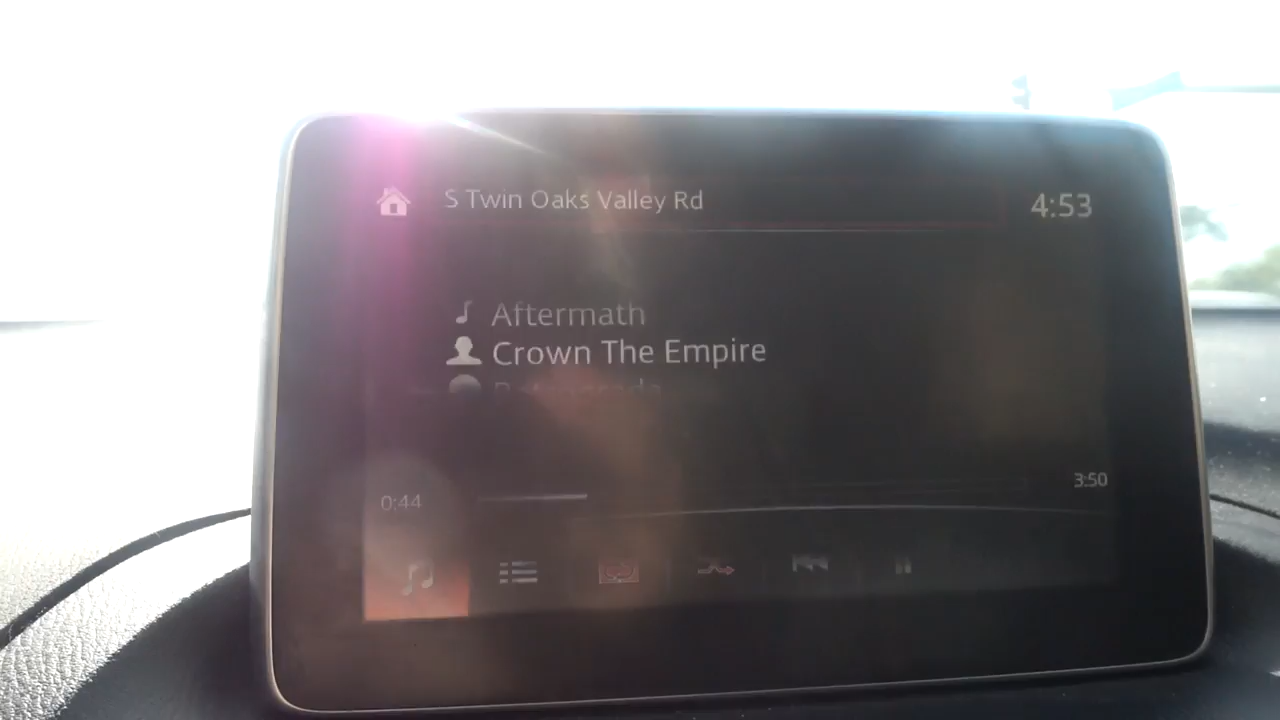 S Twin Oaks Valley Rd
4:53
Aftermath
Crown The Empire
0:44
3:50